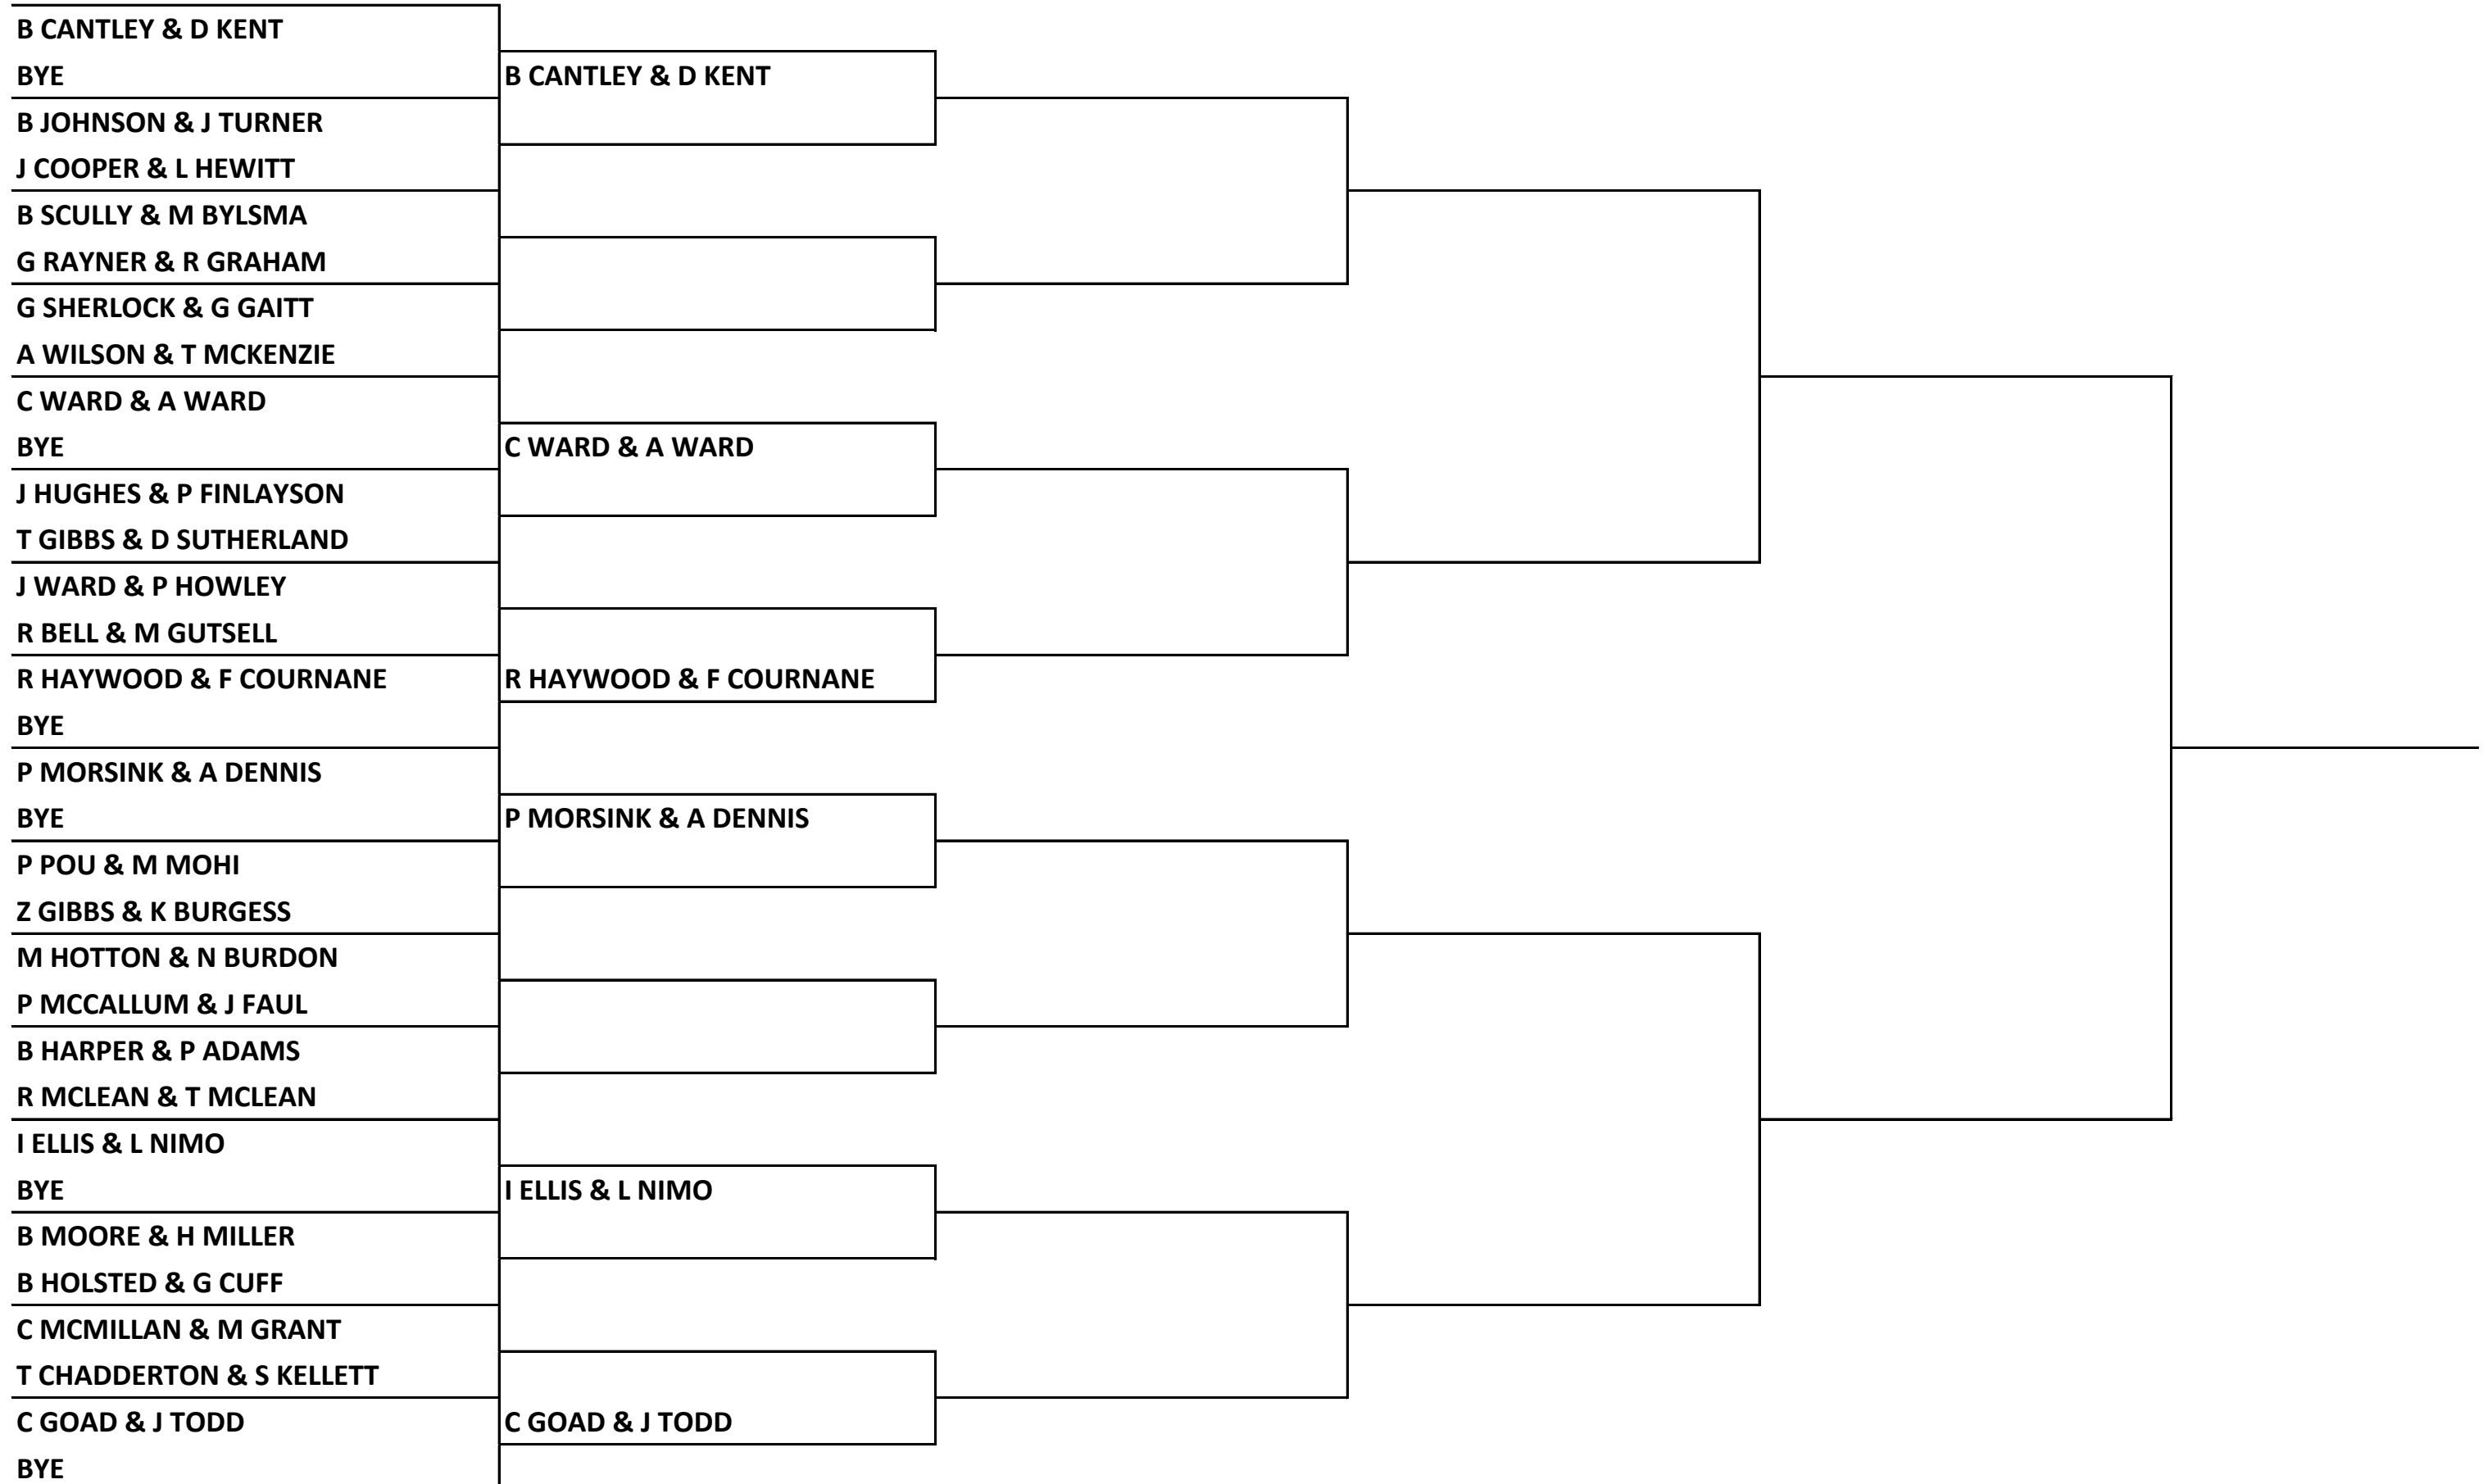 B CANTLEY & D KENT
BYE
B CANTLEY & D KENT
B JOHNSON & J TURNER
J COOPER & L HEWITT
B SCULLY & M BYLSMA
G RAYNER & R GRAHAM
G SHERLOCK & G GAITT
A WILSON & T MCKENZIE
C WARD & A WARD
BYE
C WARD & A WARD
J HUGHES & P FINLAYSON
T GIBBS & D SUTHERLAND
J WARD & P HOWLEY
R BELL & M GUTSELL
R HAYWOOD & F COURNANE
R HAYWOOD & F COURNANE
BYE
P MORSINK & A DENNIS
BYE
P MORSINK & A DENNIS
P POU & M MOHI
Z GIBBS & K BURGESS
M HOTTON & N BURDON
P MCCALLUM & J FAUL
B HARPER & P ADAMS
R MCLEAN & T MCLEAN
I ELLIS & L NIMO
BYE
I ELLIS & L NIMO
B MOORE & H MILLER
B HOLSTED & G CUFF
C MCMILLAN & M GRANT
T CHADDERTON & S KELLETT
C GOAD & J TODD
C GOAD & J TODD
BYE